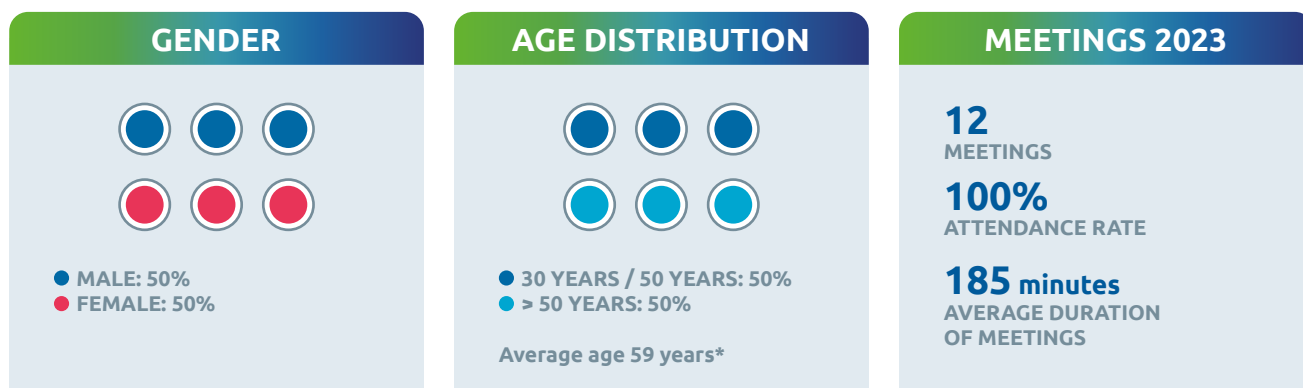 GENDER
MALE: 50%
FEMALE: 50%
AGE DISTRIBUTION
30 YEARS / 50 YEARS: 50%
> 50 YEARS: 50%
Average age 59 years*
MEETINGS 2023
12
MEETINGS
100%
ATTENDANCE RATE
185 minutes
AVERAGE DURATION
OF MEETINGS